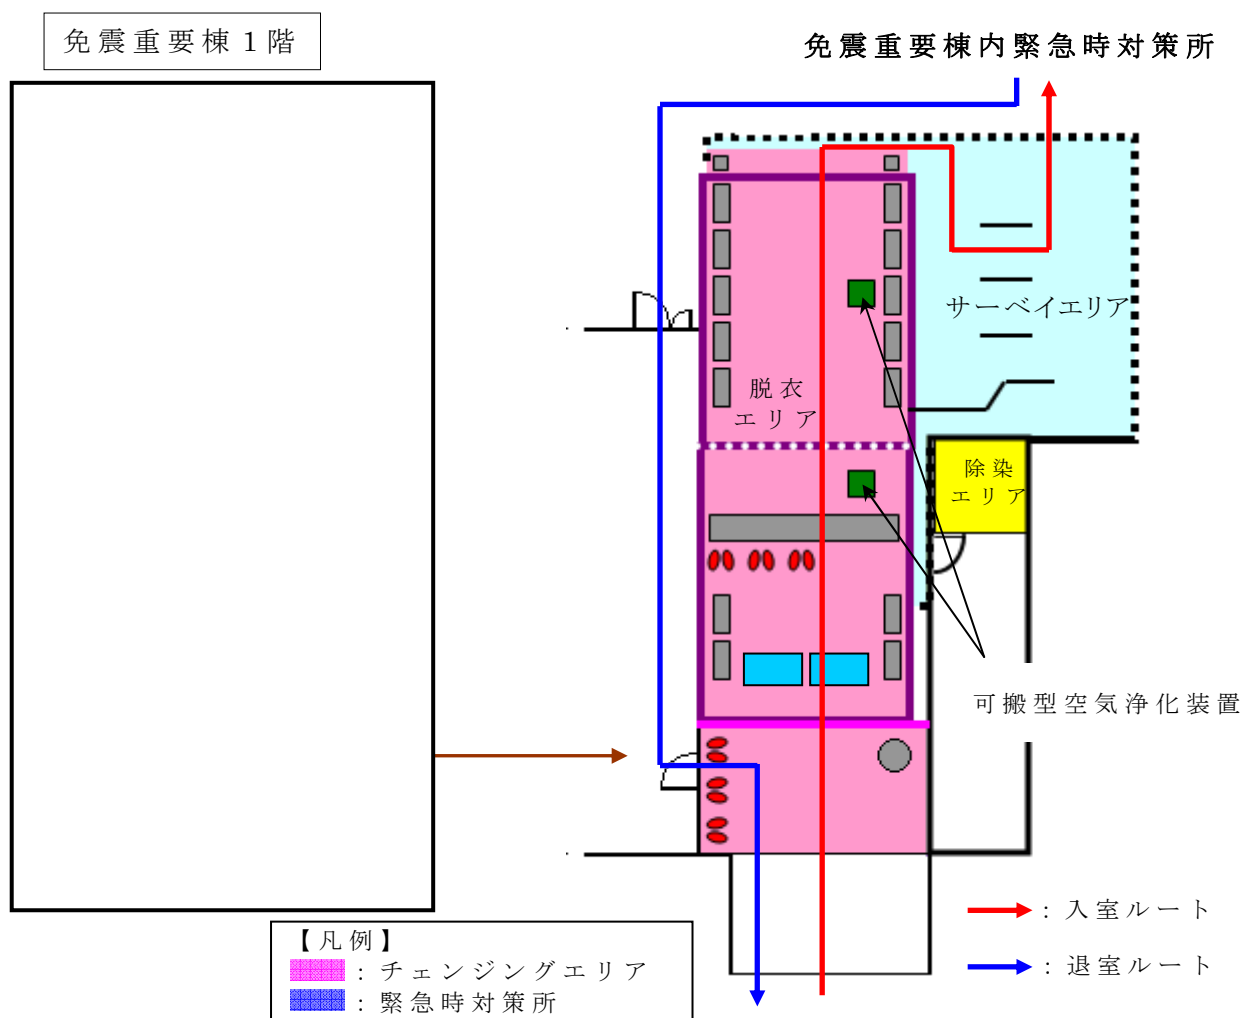 免震重要棟1階
免震重要棟内緊急時対策所
サーベイエリア
脱衣
エリア
除染
エリア
可搬型空気浄化装置
：入室ルート
：退室ルート
【凡例】
：チェンジングエリア
：緊急時対策所